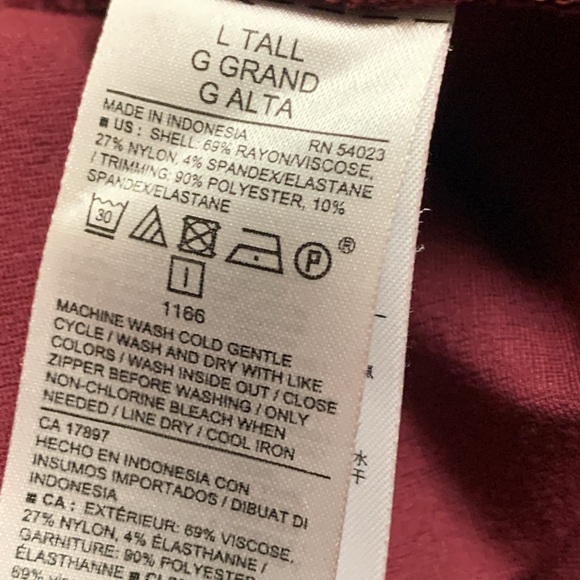 L TALL
G GRAND
G ALTA
MADE IN INDONESIA RN 54023
■ US : SHELL: 69% RAYON/VISCOSE,
27% NYLON, 4% SPANDEX/ELASTANE
/ TRIMMING: 90% POLYESTER, 10%
SPANDEX/ELASTANE
30 P ®
1166
MACHINE WASH COLD GENTLE
CYCLE / WASH AND DRY WITH LIKE
COLORS / WASH INSIDE OUT / CLOSE
ZIPPER BEFORE WASHING / ONLY
NON-CHLORINE BLEACH WHEN
NEEDED / LINE DRY / COOL IRON
CA 17897
HECHO EN INDONESIA CON
INSUMOS IMPORTADOS / DIBUAT DI
INDONESIA
■ CA : EXTÉRIEUR: 69% VISCOSE,
27% NYLON, 4% ÉLASTHANNE /
GARNITURE: 90% POLYESTER
ÉLASTHANNE ■
69%
水
干